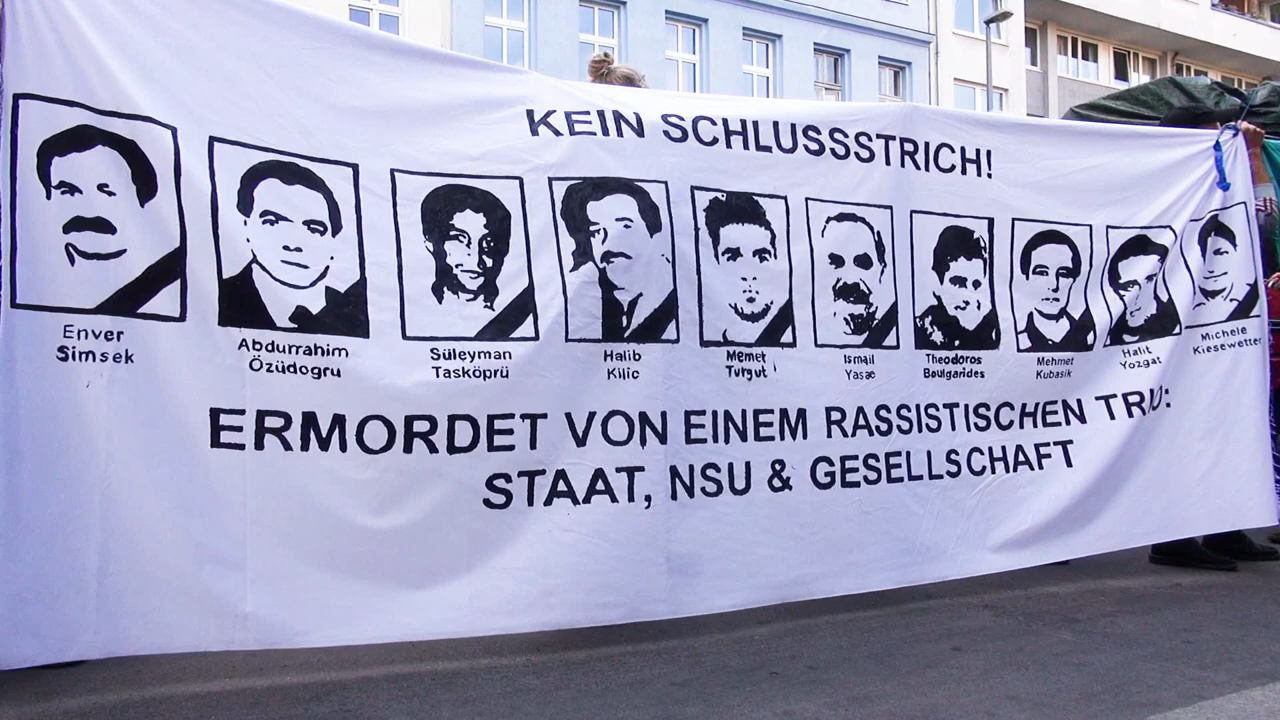 KEIN SCHLUSSSTRICH!
Enver
Simsek
Abdurrahim
Özüdogru
Süleyman
Tasköprü
Halib
Kilic
Memet
Turgut
Ismail
Yasae
Theodoros
Boulgarides
Mehmet
Kubasik
Halit
Yozgat
Michele
Kiesewetter
ERMORDET VON EINEM RASSISTISCHEN TRIO:
STAAT, NSU & GESELLSCHAFT